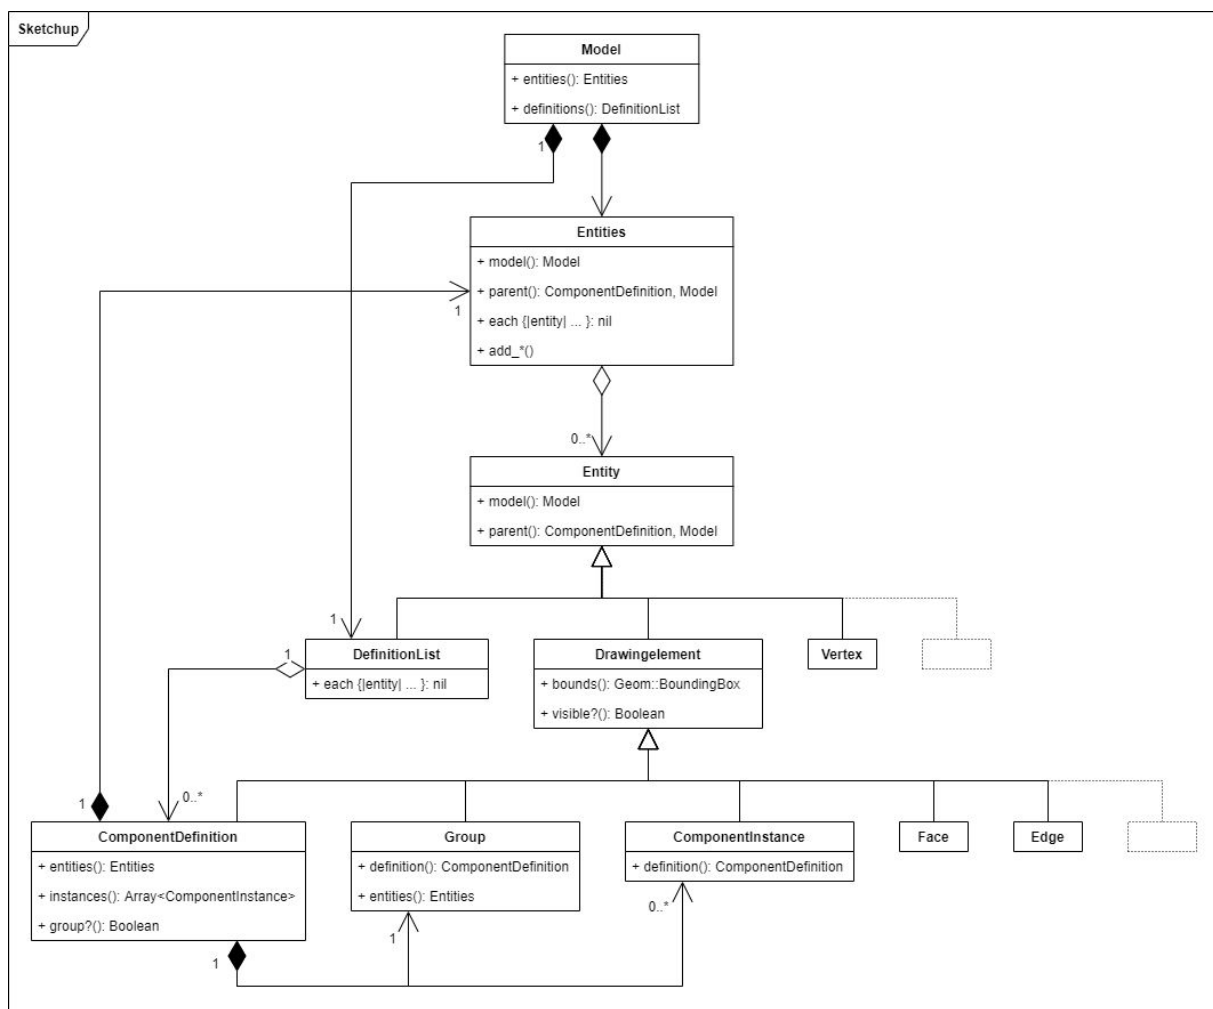 Sketchup
Model
+ entities(): Entities
+ definitions(): DefinitionList
1
Entities
+ model(): Model
+ parent(): ComponentDefinition, Model
1
+ each {|entity| ... }: nil
+ add_*()
0..*
Entity
+ model(): Model
+ parent(): ComponentDefinition, Model
1
1
DefinitionList
+ each {|entity| ... }: nil
Drawingelement
+ bounds(): Geom::BoundingBox
+ visible?(): Boolean
Vertex
1
0..*
ComponentDefinition
+ entities(): Entities
+ instances(): Array<ComponentInstance>
+ group?(): Boolean
Group
+ definition(): ComponentDefinition
+ entities(): Entities
ComponentInstance
+ definition(): ComponentDefinition
Face
Edge
0..*
1
1